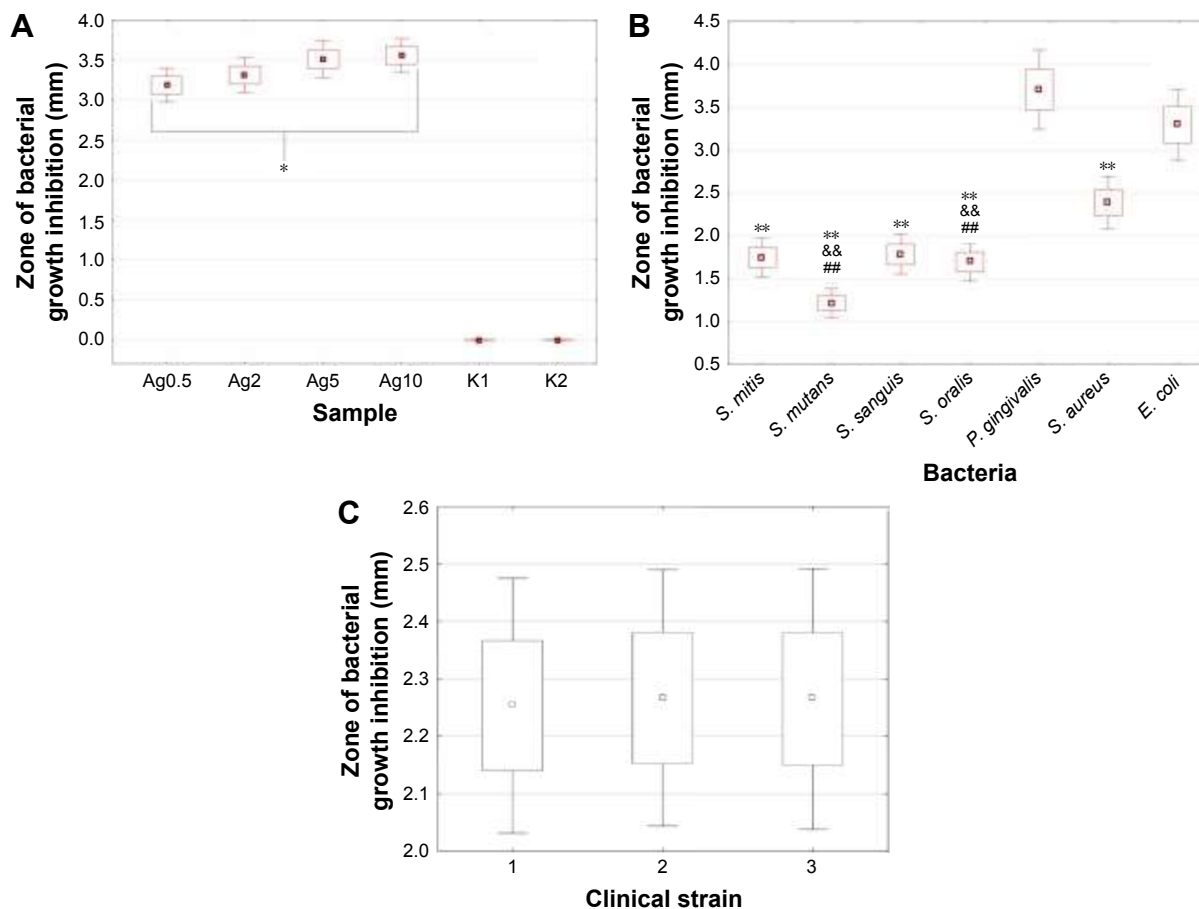 A
Zone of bacterial
growth inhibition (mm)
4.0
3.5
3.0
2.5
2.0
1.5
1.0
0.5
0.0
*
Ag0.5 Ag2 Ag5 Ag10 K1 K2
Sample
B
Zone of bacterial
growth inhibition (mm)
4.5
4.0
3.5
3.0
2.5
2.0
1.5
1.0
0.5
**
**
&&
##
**
**
&&
##
**
S. mitis
S. mutans
S. sanguis
S. oralis
P. gingivalis
S. aureus
E. coli
Bacteria
C
Zone of bacterial
growth inhibition (mm)
2.6
2.5
2.4
2.3
2.2
2.1
2.0
1 2 3
Clinical strain